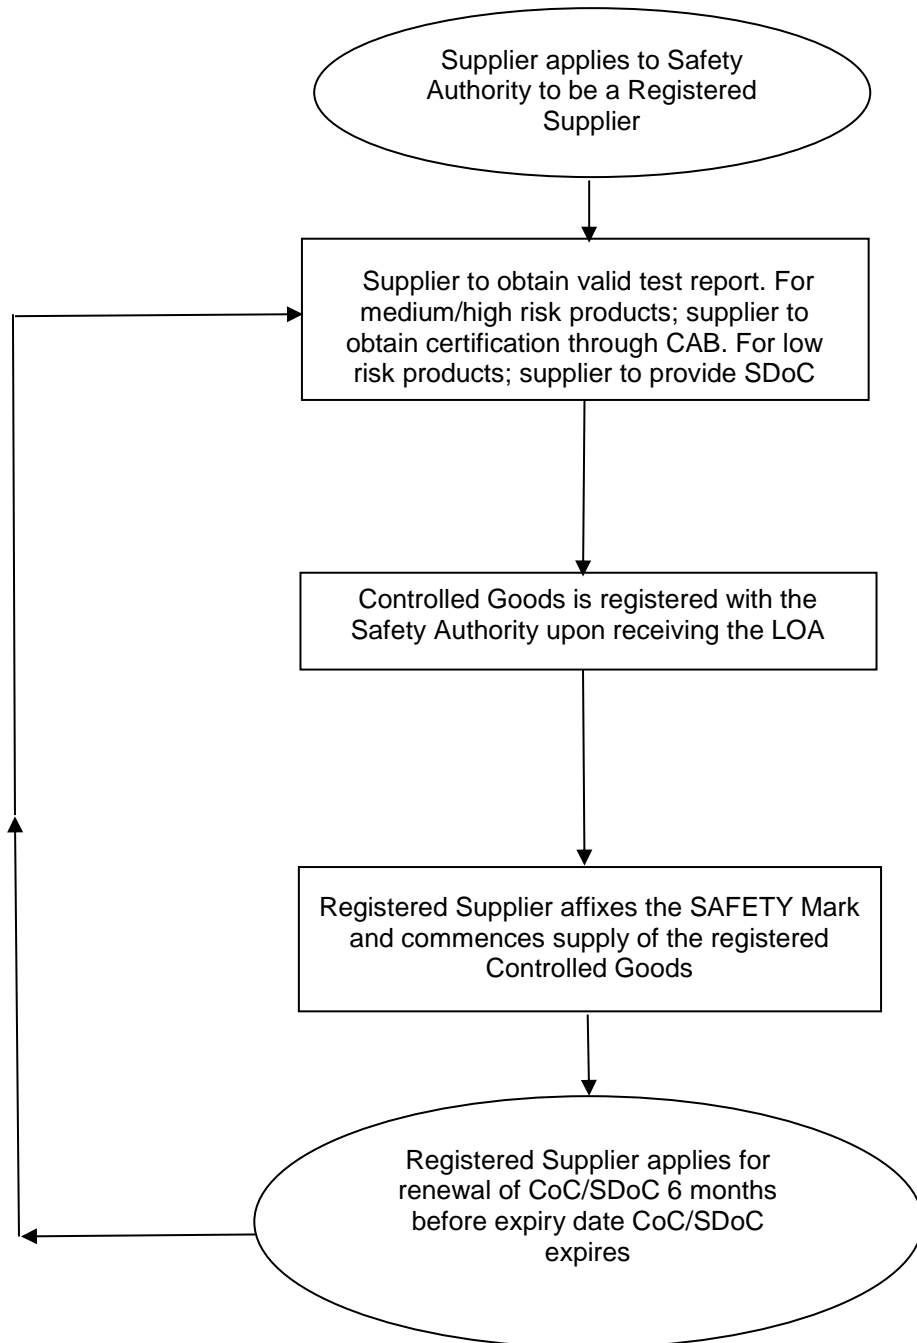 Supplier applies to Safety
Authority to be a Registered
Supplier
Supplier to obtain valid test report. For
medium/high risk products; supplier to
obtain certification through CAB. For low
risk products; supplier to provide SDoC
Controlled Goods is registered with the
Safety Authority upon receiving the LOA
Registered Supplier affixes the SAFETY Mark
and commences supply of the registered
Controlled Goods
Registered Supplier applies for
renewal of CoC/SDoC 6 months
before expiry date CoC/SDoC
expires